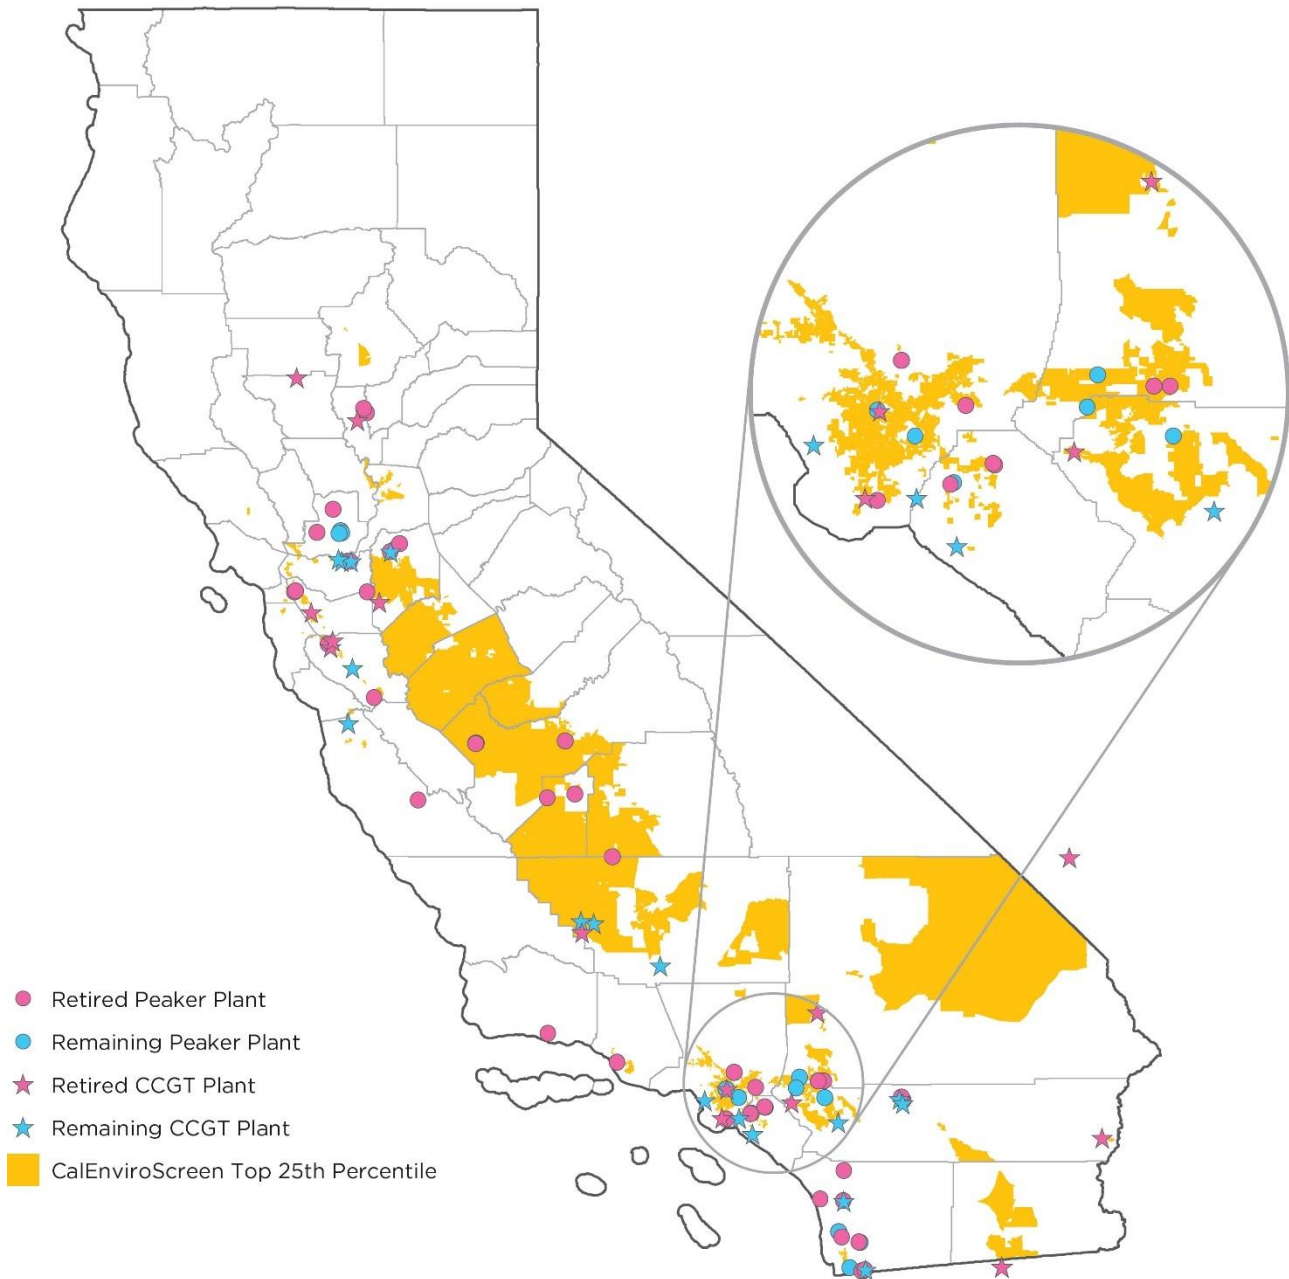 Retired Peaker Plant
Remaining Peaker Plant
Retired CCGT Plant
Remaining CCGT Plant
CalEnviroScreen Top 25th Percentile